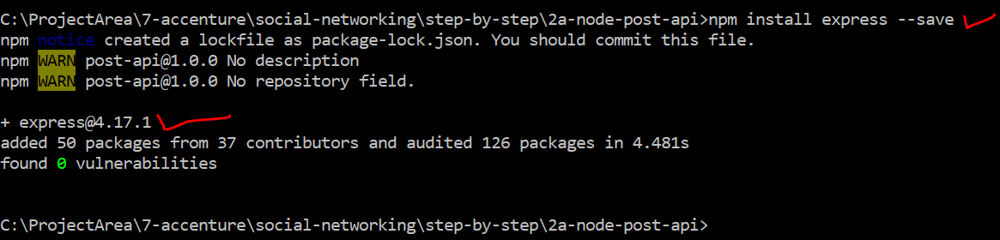 C:\ProjectArea\7-accenture\social-networking\step-by-step\2a-node-post-api>npm install express --save
npm notice created a lockfile as package-lock.json. You should commit this file.
npm WARN post-api@1.0.0 No description
npm WARN post-api@1.0.0 No repository field.
+ express@4.17.1
added 50 packages from 37 contributors and audited 126 packages in 4.481s
found 0 vulnerabilities
C:\ProjectArea\7-accenture\social-networking\step-by-step\2a-node-post-api>